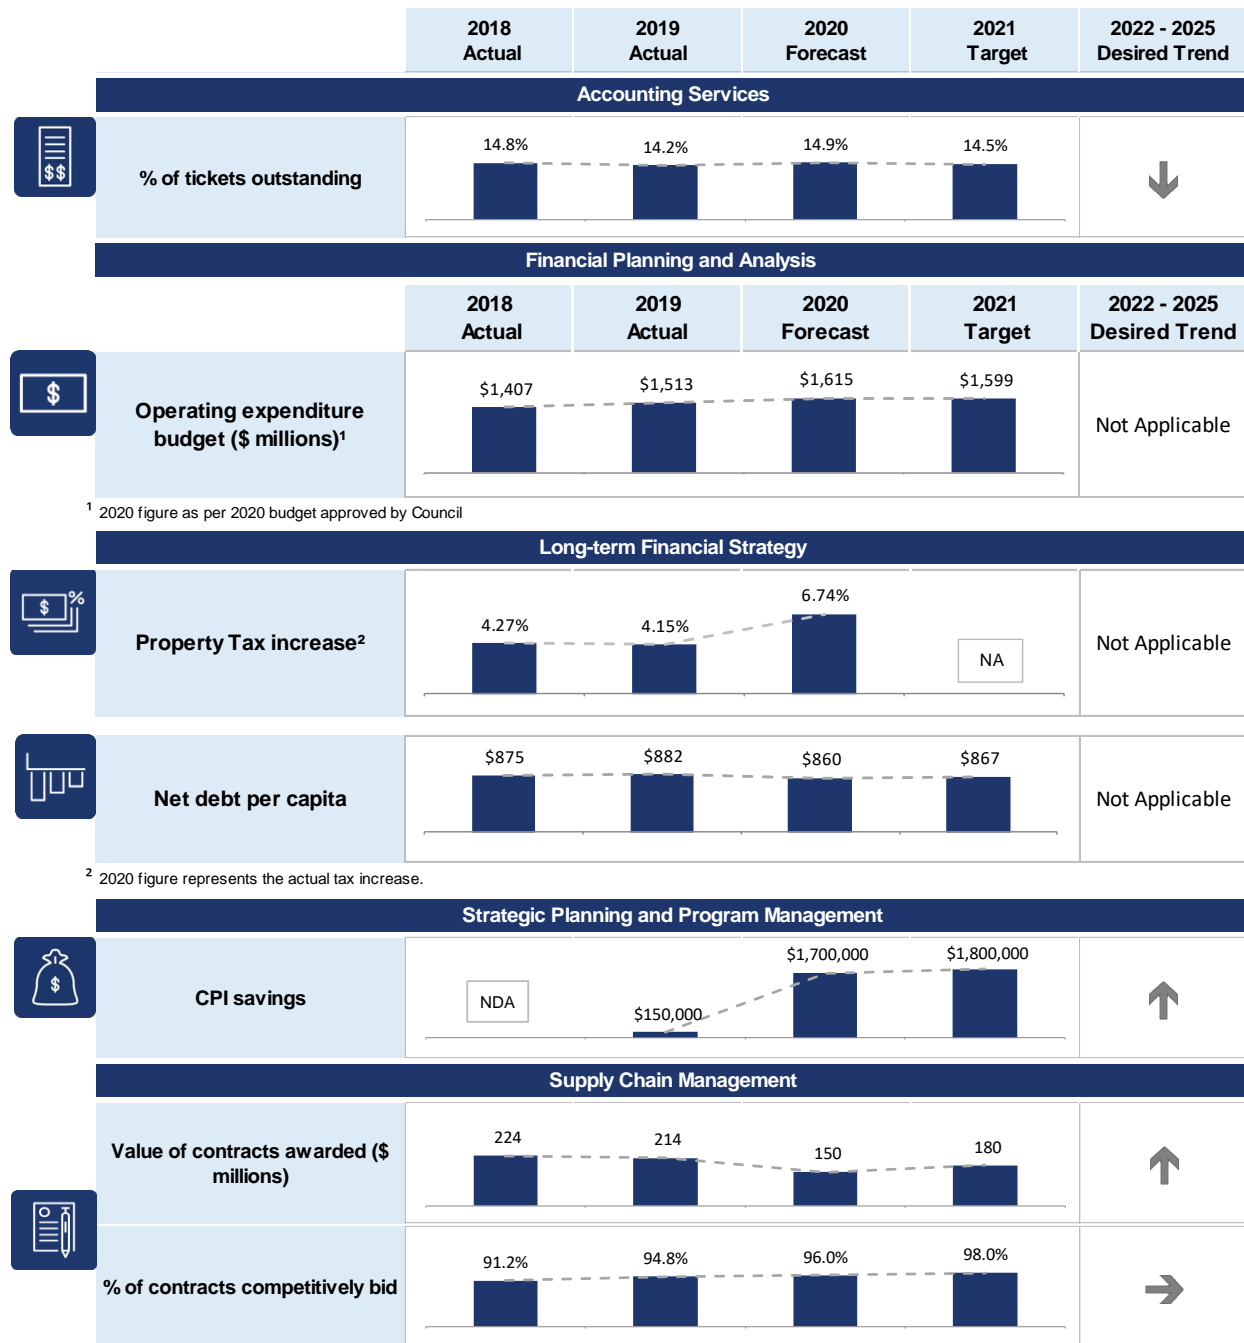 2018 2019 2020 2021 2022 - 2025
Actual Actual Forecast Target Desired Trend
Accounting Services
$$
% of tickets outstanding
14.8% 14.2% 14.9% 14.5%
Financial Planning and Analysis
2018 2019 2020 2021 2022 - 2025
Actual Actual Forecast Target Desired Trend
$
Operating expenditure
budget ($ millions)¹
$1,407 $1,513 $1,615 $1,599
Not Applicable
¹ 2020 figure as per 2020 budget approved by Council
Long-term Financial Strategy
$ %
Property Tax increase²
4.27% 4.15% 6.74% NA
Not Applicable
Net debt per capita
$875 $882 $860 $867
Not Applicable
² 2020 figure represents the actual tax increase.
Strategic Planning and Program Management
$
CPI savings
NDA $150,000 $1,700,000 $1,800,000
Supply Chain Management
Value of contracts awarded ($
millions)
224 214 150 180
% of contracts competitively bid
91.2% 94.8% 96.0% 98.0%